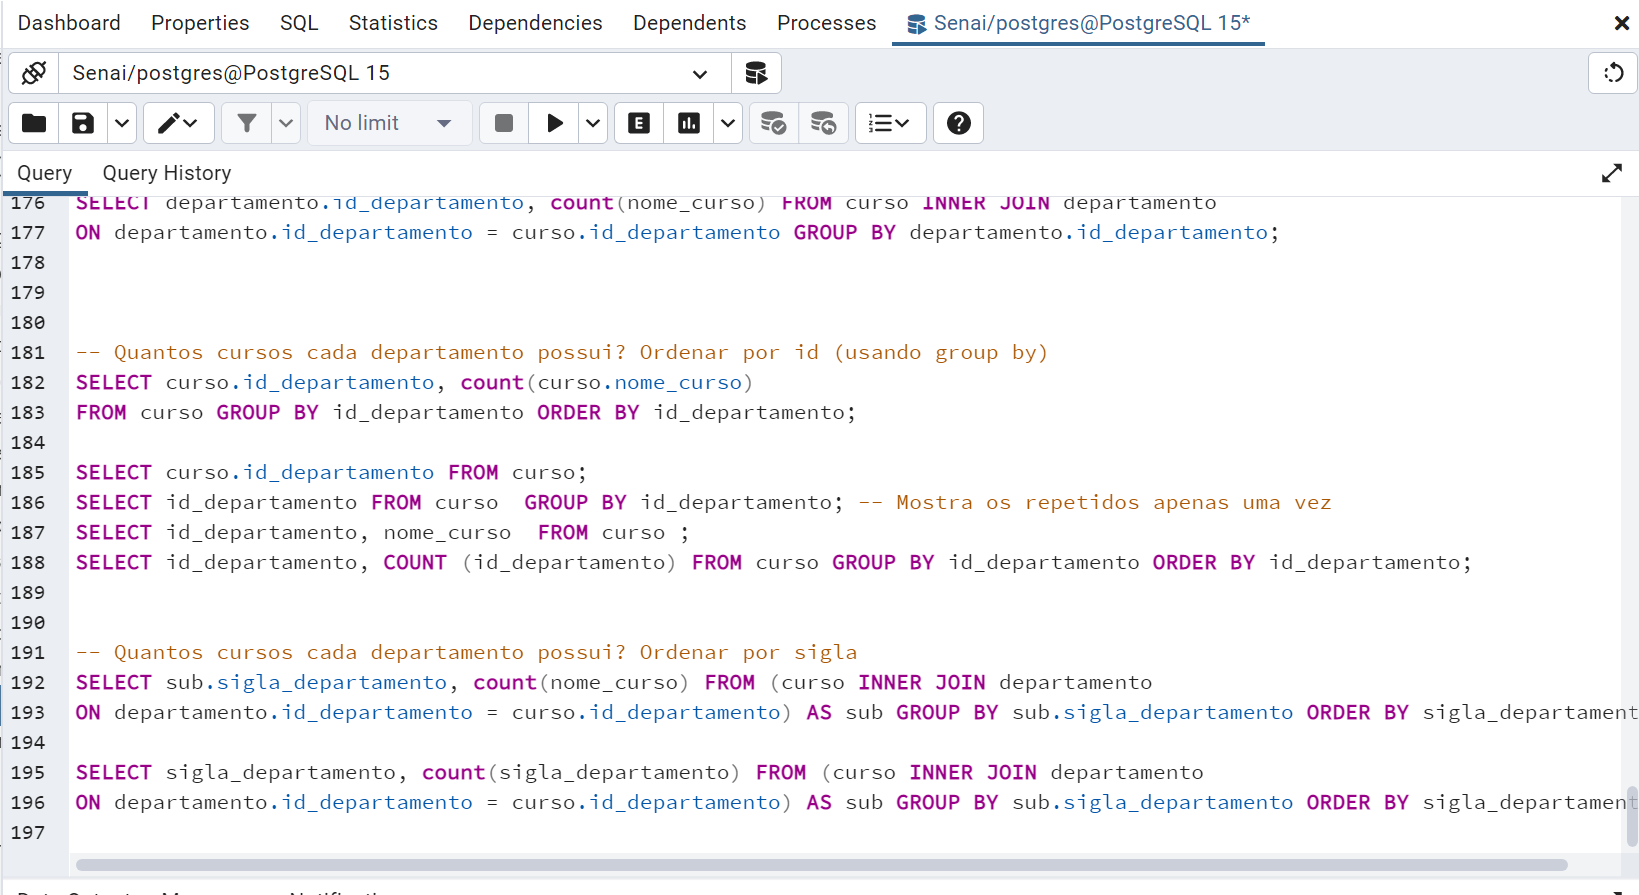 Dashboard Properties SQL Statistics Dependencies Dependents Processes Senai/postgres@PostgreSQL 15*
Senai/postgres@PostgreSQL 15
No limit E
Query Query History
176 SELECT departamento.id_departamento, count(nome_curso) FROM curso INNER JOIN departamento
177 ON departamento.id_departamento = curso.id_departamento GROUP BY departamento.id_departamento;
178
179
180
181 -- Quantos cursos cada departamento possui? Ordenar por id (usando group by)
182 SELECT curso.id_departamento, count(curso.nome_curso)
183 FROM curso GROUP BY id_departamento ORDER BY id_departamento;
184
185 SELECT curso.id_departamento FROM curso;
186 SELECT id_departamento FROM curso  GROUP BY id_departamento; -- Mostra os repetidos apenas uma vez
187 SELECT id_departamento, nome_curso  FROM curso ;
188 SELECT id_departamento, COUNT (id_departamento) FROM curso GROUP BY id_departamento ORDER BY id_departamento;
189
190
191 -- Quantos cursos cada departamento possui? Ordenar por sigla
192 SELECT sub.sigla_departamento, count(nome_curso) FROM (curso INNER JOIN departamento
193 ON departamento.id_departamento = curso.id_departamento) AS sub GROUP BY sub.sigla_departamento ORDER BY sigla_departament
194
195 SELECT sigla_departamento, count(sigla_departamento) FROM (curso INNER JOIN departamento
196 ON departamento.id_departamento = curso.id_departamento) AS sub GROUP BY sub.sigla_departamento ORDER BY sigla_departament
197